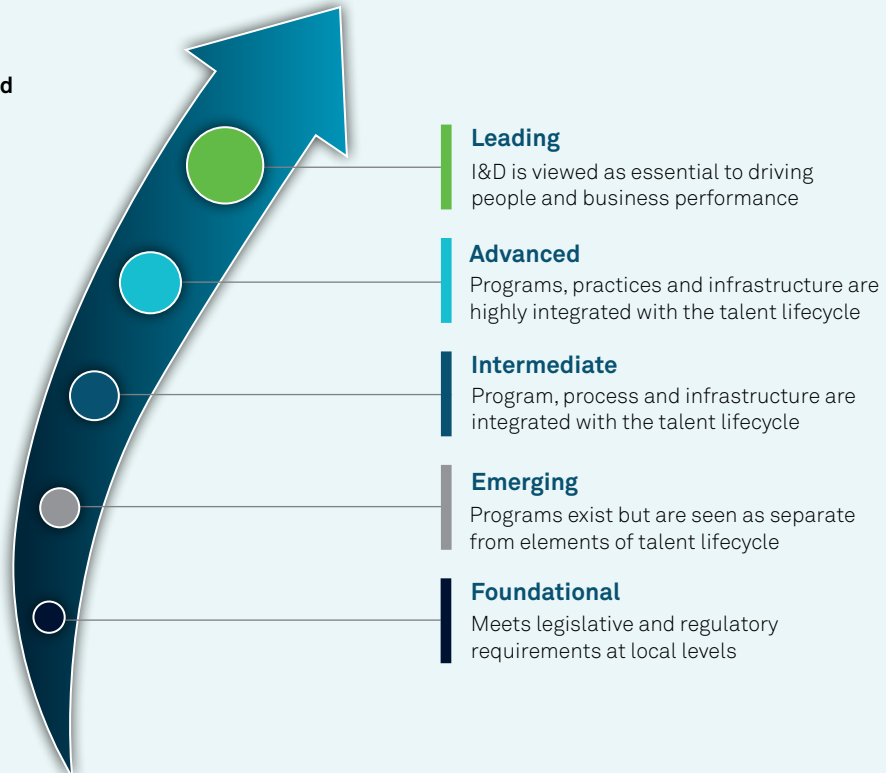 d
Leading
I&D is viewed as essential to driving
people and business performance
Advanced
Programs, practices and infrastructure are
highly integrated with the talent lifecycle
Intermediate
Program, process and infrastructure are
integrated with the talent lifecycle
Emerging
Programs exist but are seen as separate
from elements of talent lifecycle
Foundational
Meets legislative and regulatory
requirements at local levels